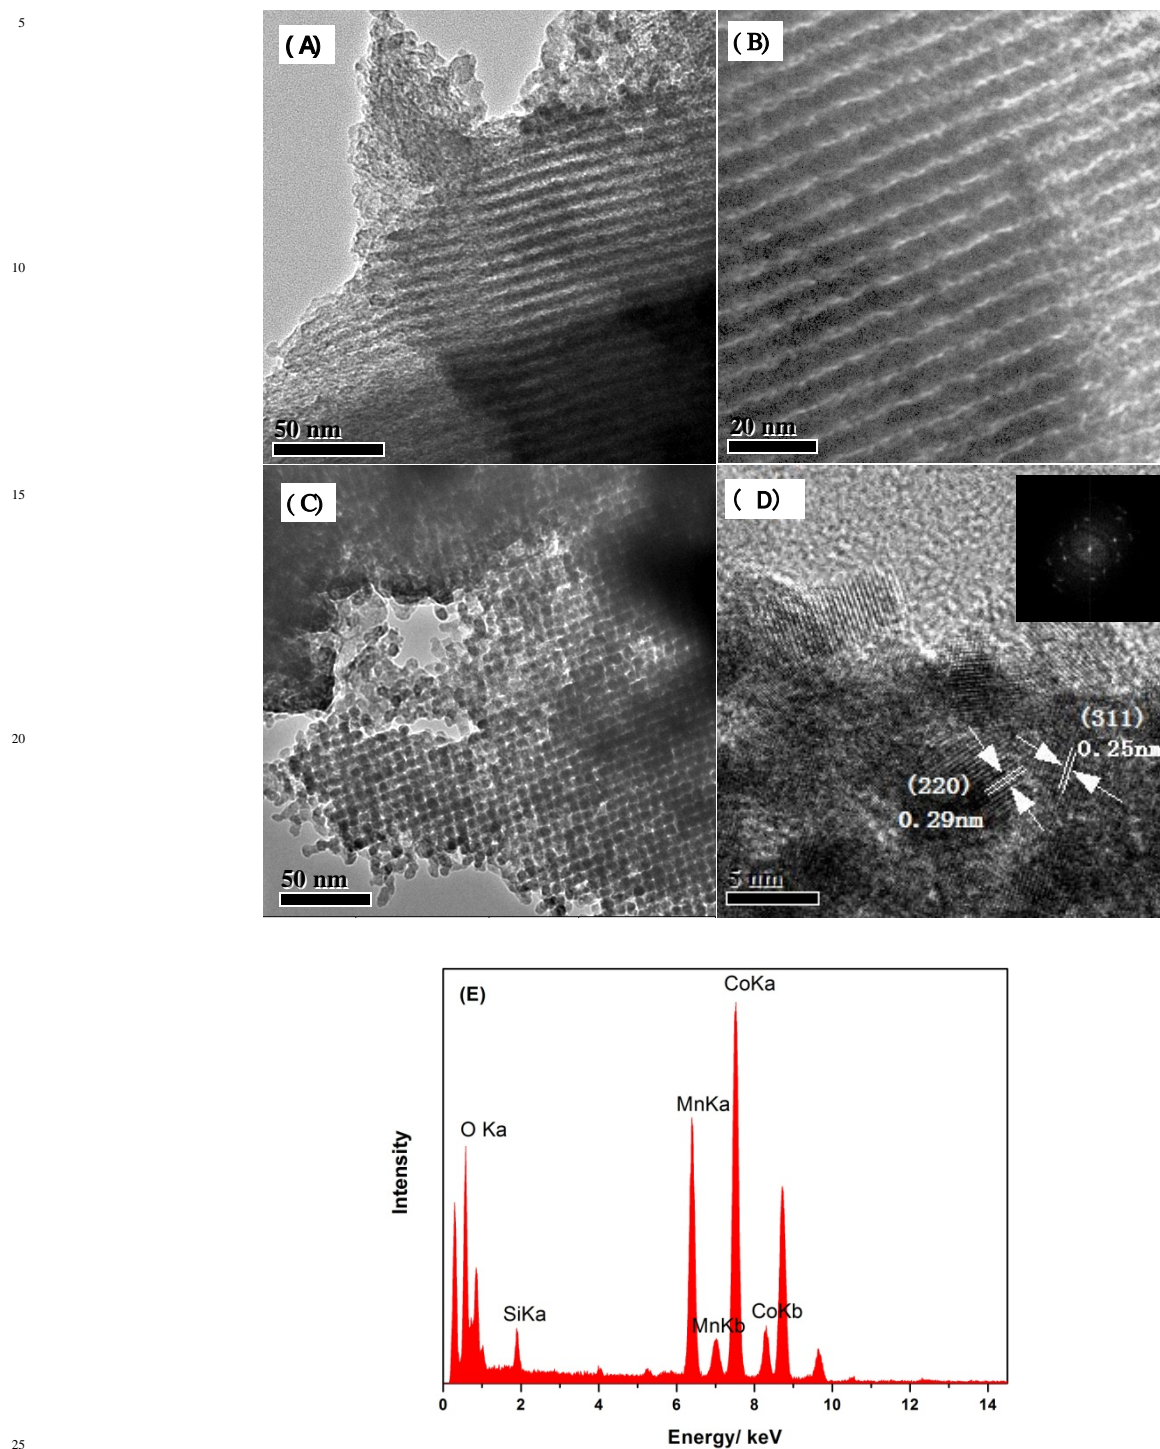 5
(A)
(B)
10
50 nm
20 nm
15
(C)
(D)
(311)
0.25nm
20
(220)
0.29nm
50 nm
5 nm
(E)
CoKa
MnKa
O Ka
SiKa
MnKb
CoKb
Intensity
0 2 4 6 8 10 12 14
Energy/ keV
25